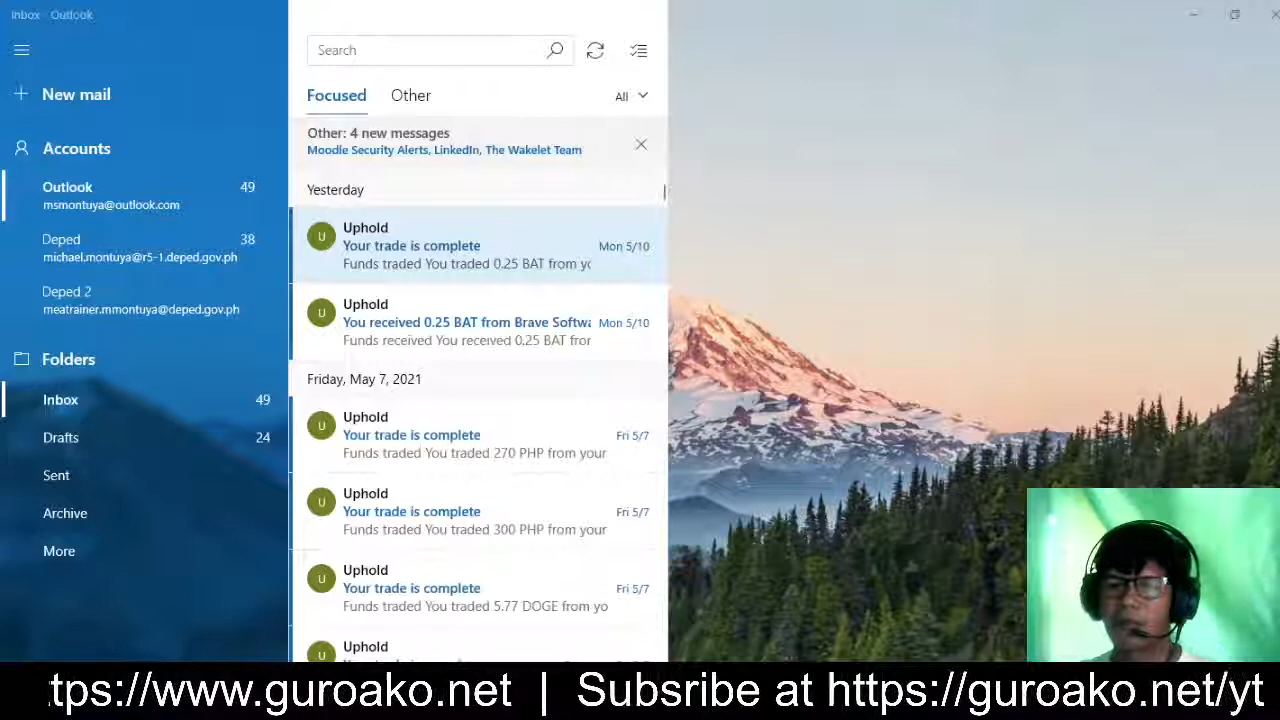 Inbox - Outlook
Search
New mail
Focused Other All
Other: 4 new messages
Moodle Security Alerts, LinkedIn, The Wakelet Team
Accounts
Outlook 49
msmontuya@outlook.com
Deped 38
michael.montuya@r5-1.deped.gov.ph
Deped 2
meatrainer.mmontuya@deped.gov.ph
Folders
Inbox 49
Drafts 24
Sent
Archive
More
Yesterday
U Uphold
Your trade is complete Mon 5/10
Funds traded You traded 0.25 BAT from yo
U Uphold
You received 0.25 BAT from Brave Softwa Mon 5/10
Funds received You received 0.25 BAT fror
Friday, May 7, 2021
U Uphold
Your trade is complete Fri 5/7
Funds traded You traded 270 PHP from your
U Uphold
Your trade is complete Fri 5/7
Funds traded You traded 300 PHP from your
U Uphold
Your trade is complete Fri 5/7
Funds traded You traded 5.77 DOGE from yo
U Uphold
tps://www.guroako.net | Subsribe at https://guroako.net/yt